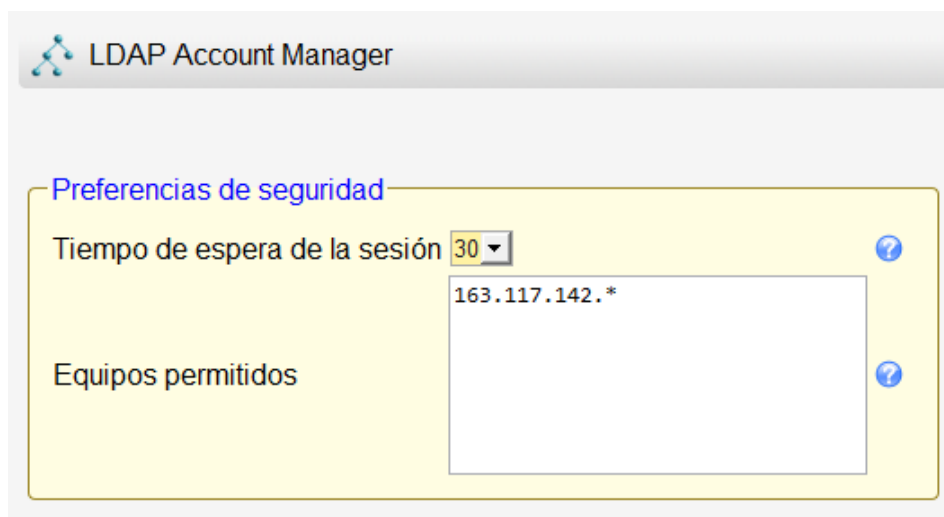 LDAP Account Manager
Preferencias de seguridad
Tiempo de espera de la sesión 30
163.117.142.*
Equipos permitidos